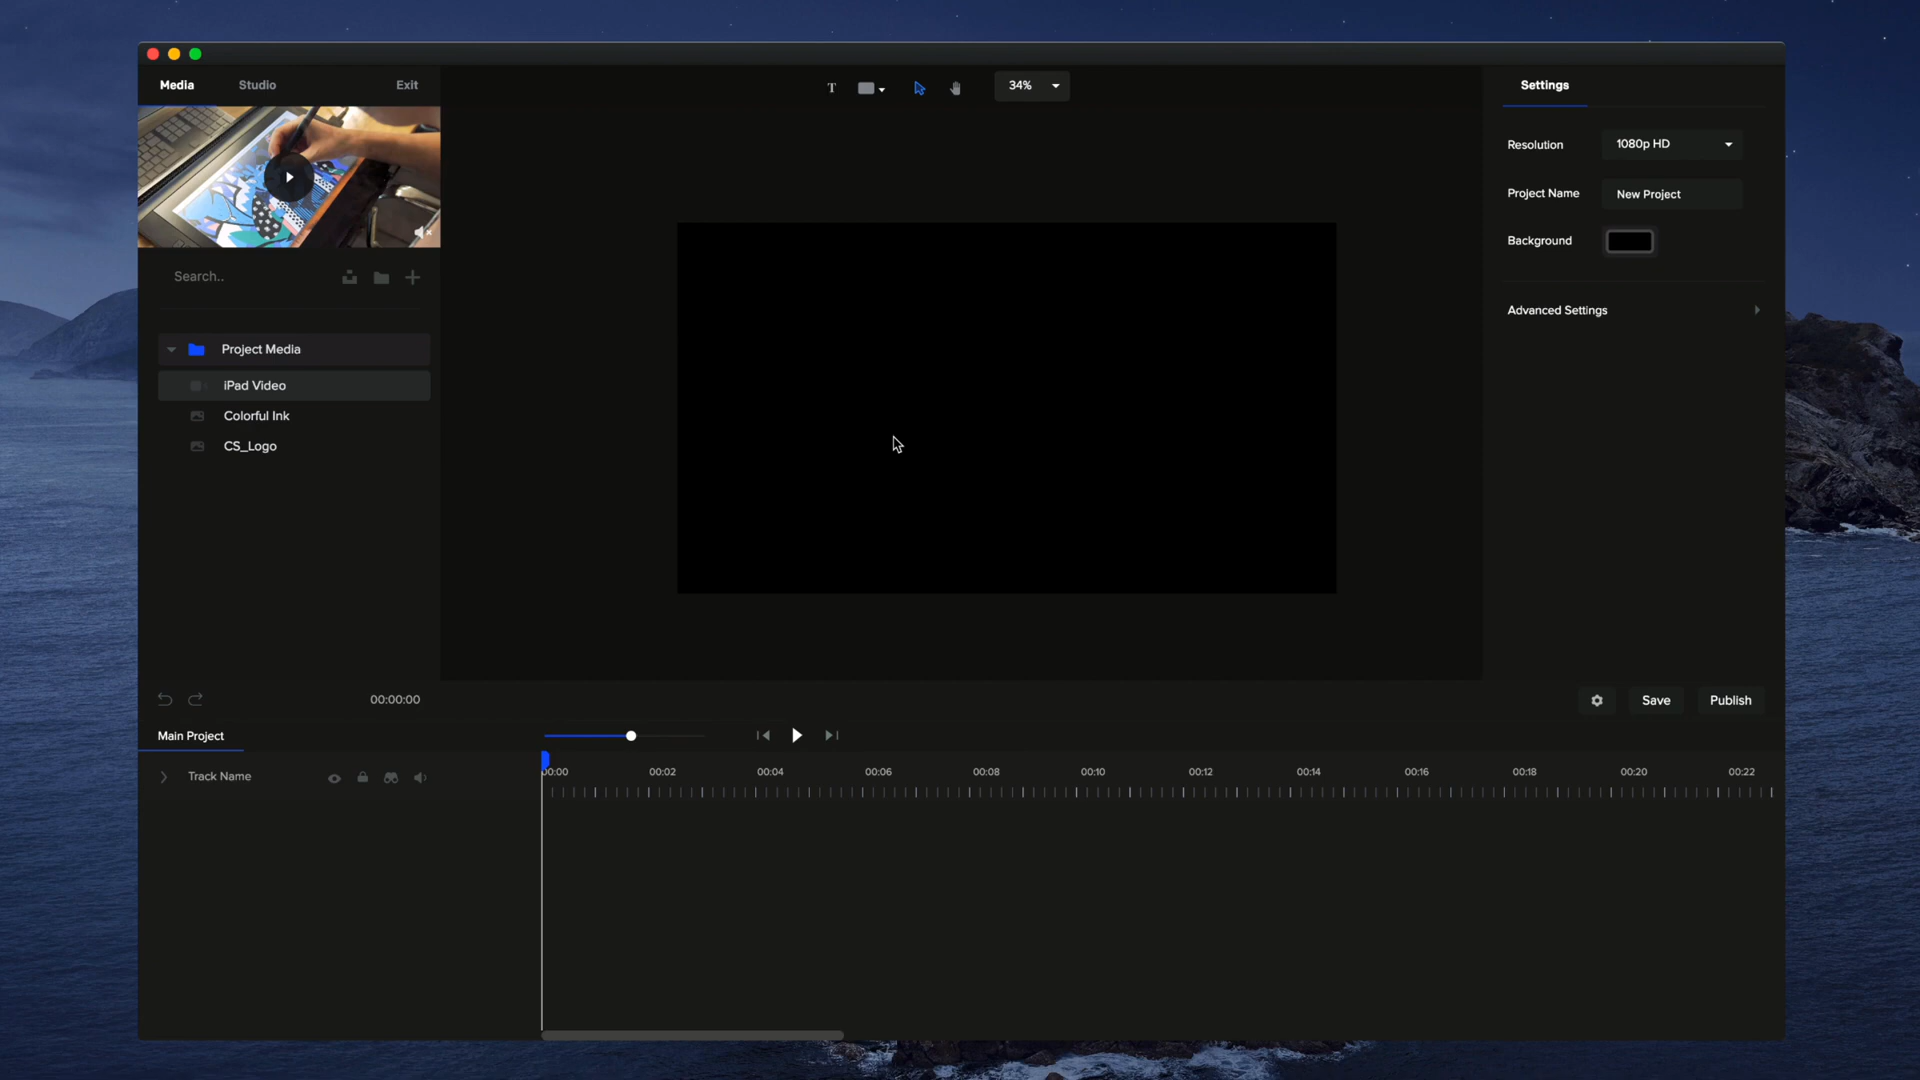 Media Studio Exit
T 34%
Settings
Resolution 1080p HD
Project Name New Project
Background
Advanced Settings
Search..
Project Media
iPad Video
Colorful Ink
CS_Logo
00:00:00
Save Publish
Main Project
Track Name
00:00 00:02 00:04 00:06 00:08 00:10 00:12 00:14 00:16 00:18 00:20 00:22